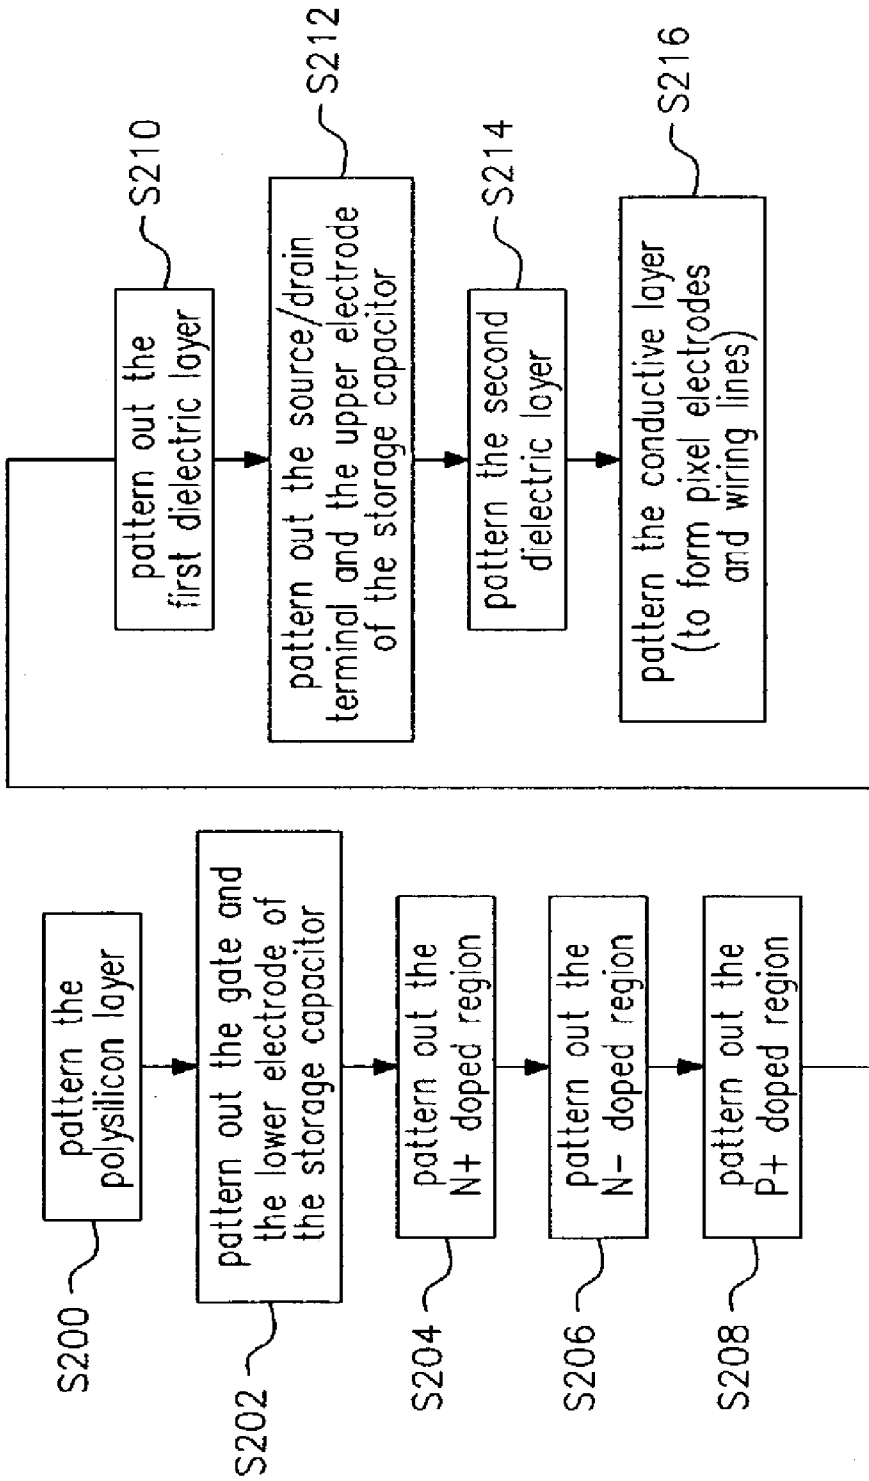 S200
pattern the
polysilicon layer
S202
pattern out the gate and
the lower electrode of
the storage capacitor
S204
pattern out the
N+ doped region
S206
pattern out the
N- doped region
S208
pattern out the
P+ doped region
pattern out the
first dielectric layer
S210
pattern out the source/drain
terminal and the upper electrode
of the storage capacitor
S212
pattern the second
dielectric layer
S214
pattern the conductive layer
(to form pixel electrodes
and wiring lines)
S216